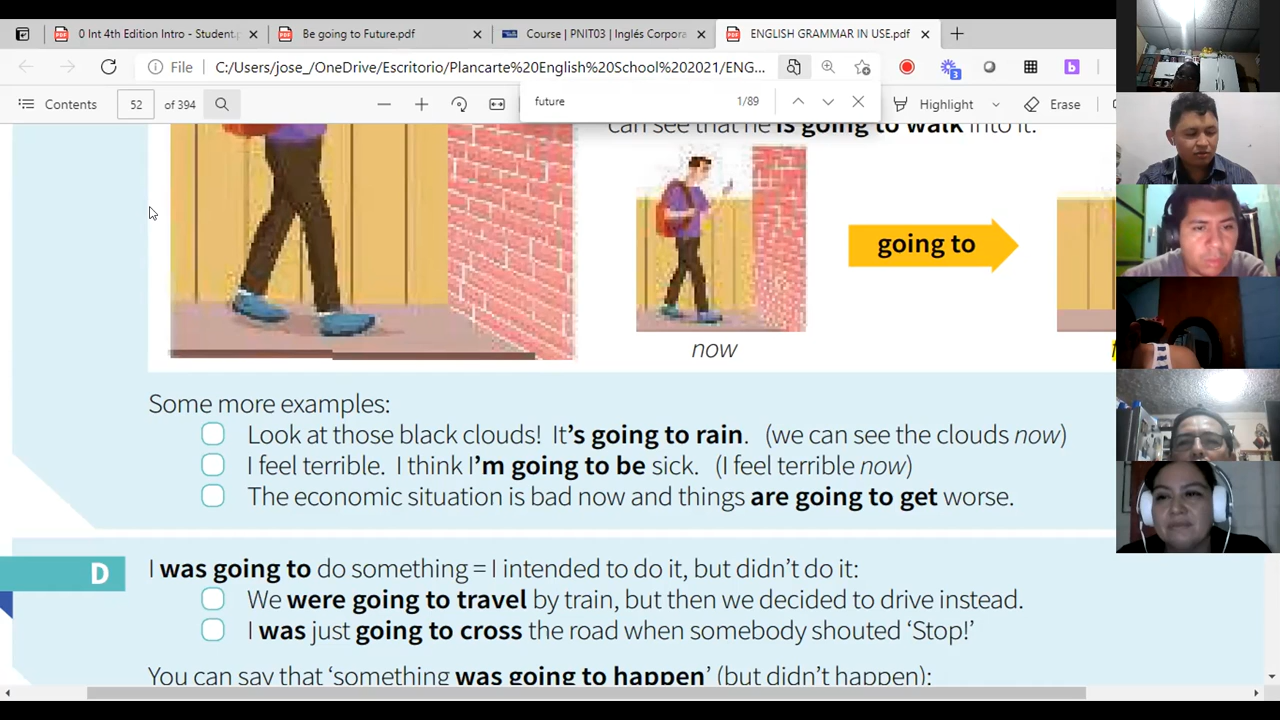 0 Int 4th Edition Intro - Student.p
Be going to Future.pdf
Course | PNIT03 | Inglés Corpora
ENGLISH GRAMMAR IN USE.pdf
File
C:/Users/jose_/OneDrive/Escritorio/Pl
rte%20English%20School%202021/ENG...
Contents
52
of 394
future
1/89
Highlight
Erase
can see that he is going to walk into it.
going to
now
Some more examples:
Look at those black clouds! It's going to rain. (we can see the clouds now)
I feel terrible. I think I'm going to be sick. (I feel terrible now)
The economic situation is bad now and things are going to get worse.
D
I was going to do something = I intended to do it, but didn't do it:
We were going to travel by train, but then we decided to drive instead.
I was just going to cross the road when somebody shouted 'Stop!'
You can say that 'something was going to happen' (but didn't happen):